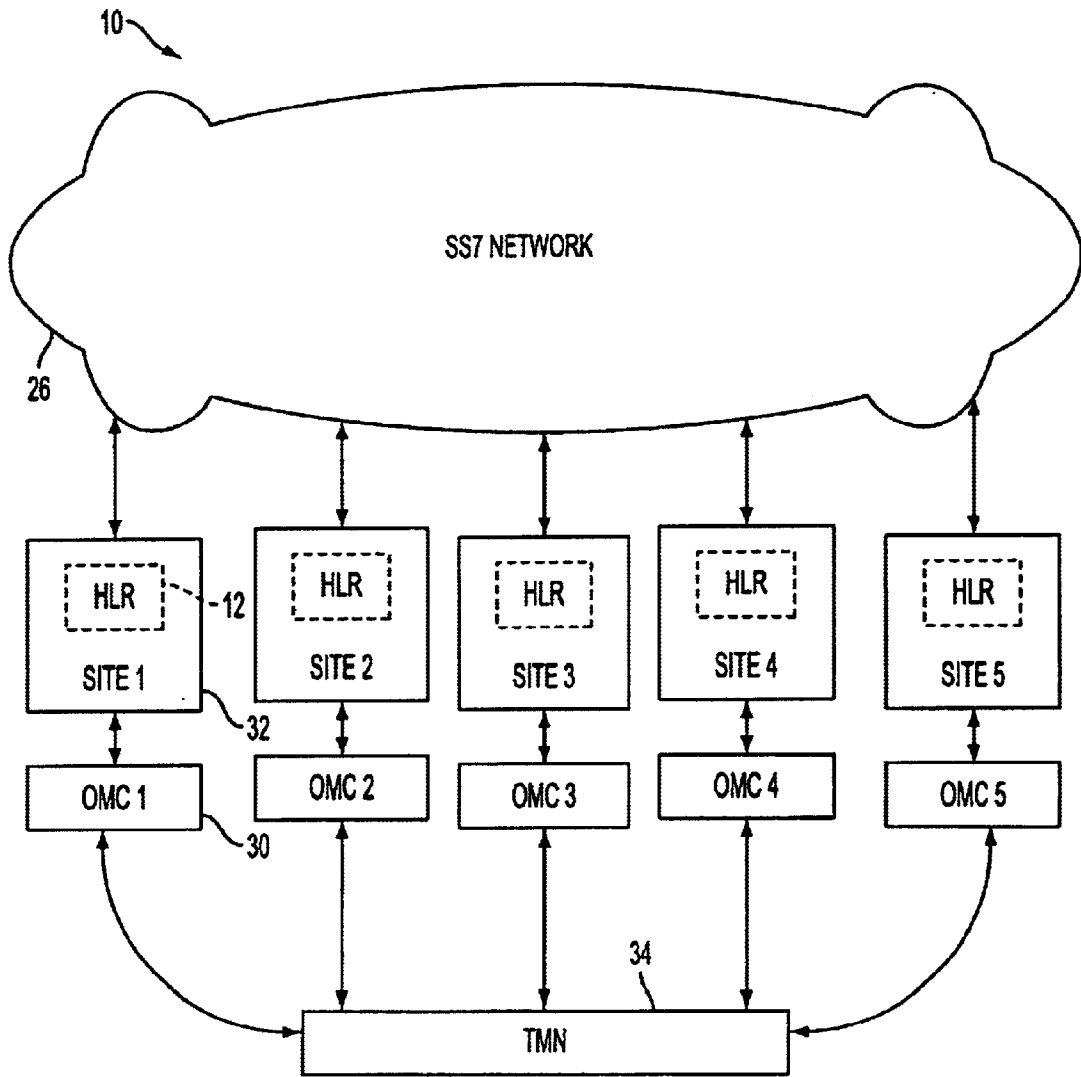 10
SS7 NETWORK
26
HLR
12
HLR
HLR
HLR
HLR
SITE 1
SITE 2
SITE 3
SITE 4
SITE 5
32
OMC 1
OMC 2
OMC 3
OMC 4
OMC 5
30
34
TMN